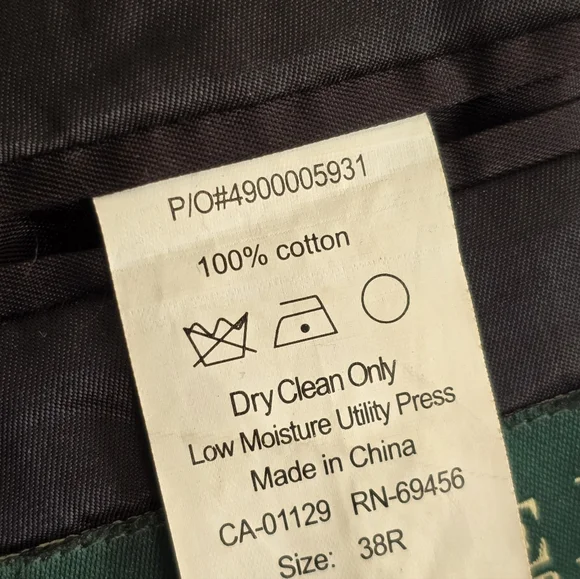 P/O#4900005931
100% cotton
Dry Clean Only
Low Moisture Utility Press
Made in China
CA-01129 RN-69456
Size: 38R